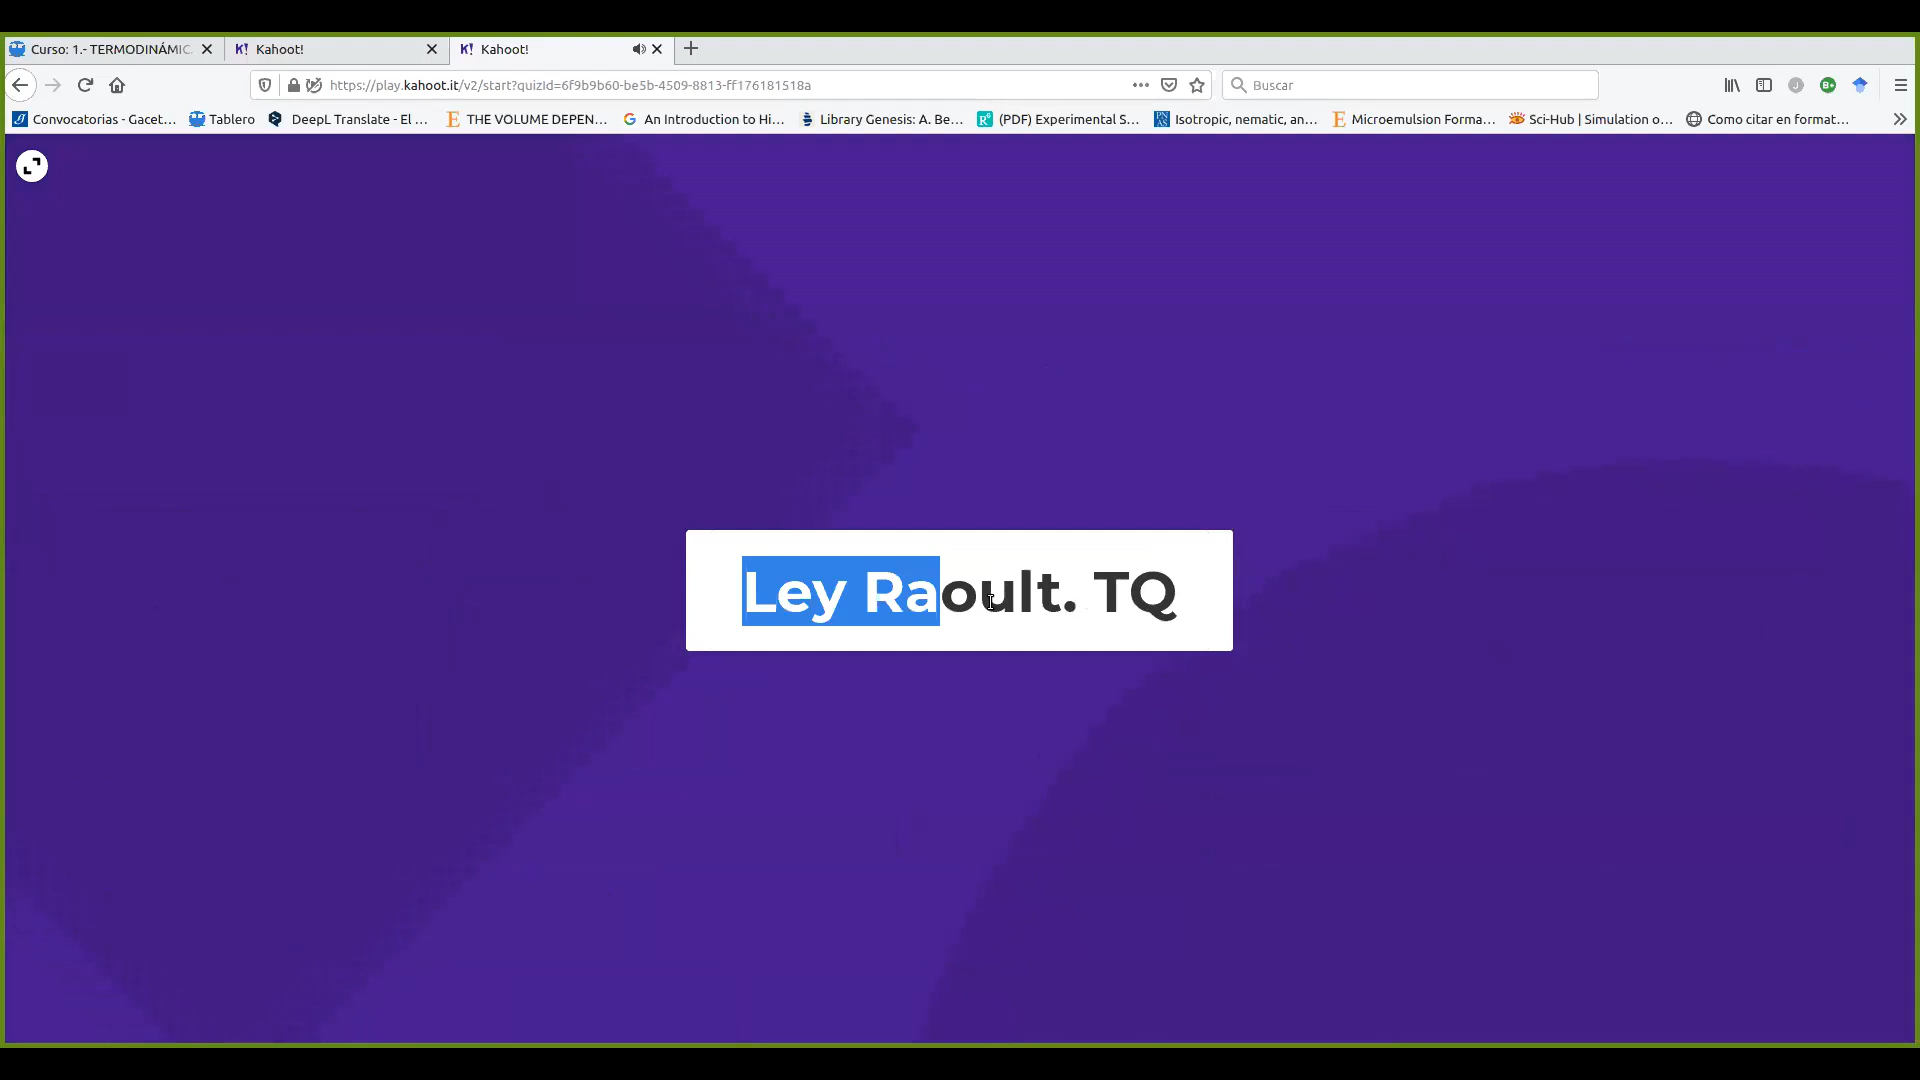 Curso: 1.- TERMODINÁMIC
K! Kahoot!
K! Kahoot!
https://play.kahoot.it/v2/start?quizId=6f9b9b60-be5b-4509-8813-ff176181518a
Buscar
Convocatorias - Gacet...
Tablero
DeepL Translate - El ...
E THE VOLUME DEPEN...
G An Introduction to Hi...
Library Genesis: A. Be...
(PDF) Experimental S...
Isotropic, nematic, an...
E Microemulsion Forma...
Sci-Hub | Simulation o...
Como citar en format...
Ley Raoult. TQ